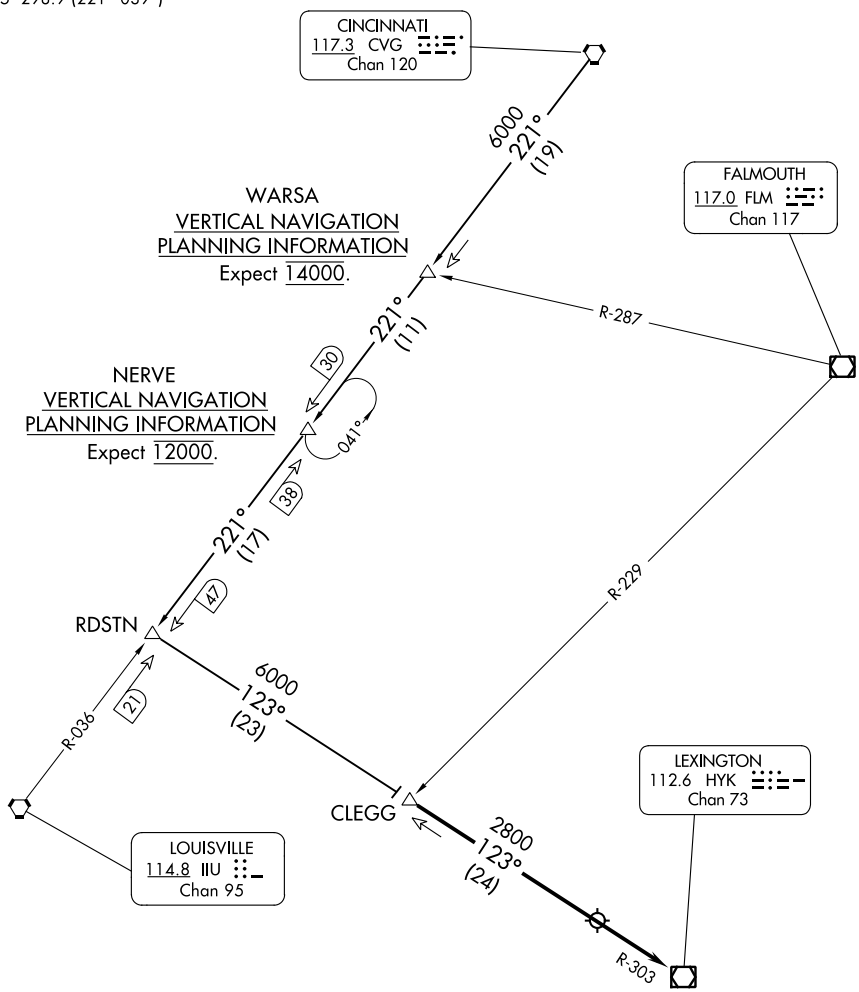 CINCINNATI
117.3 CVG
Chan 120
6000
221°
(19)
FALMOUTH
117.0 FLM
Chan 117
WARSA
VERTICAL NAVIGATION
PLANNING INFORMATION
Expect 14000.
R-287
221°
(11)
30
NERVE
VERTICAL NAVIGATION
PLANNING INFORMATION
Expect 12000.
041°
38
221°
(17)
R-229
47
RDSTN
6000
123°
(23)
21
R-036
LEXINGTON
112.6 HYK
Chan 73
CLEGG
2800
123°
(24)
LOUISVILLE
114.8 IIU
Chan 95
R-303